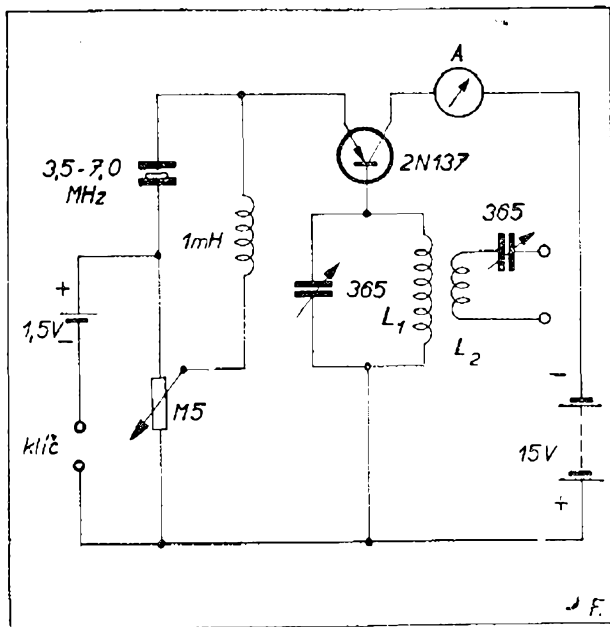 A
3,5-7,0
MHz
2N137
1mH
365
365
L1
L2
+
1,5V
-
M5
klíč
-
15V
+
F.